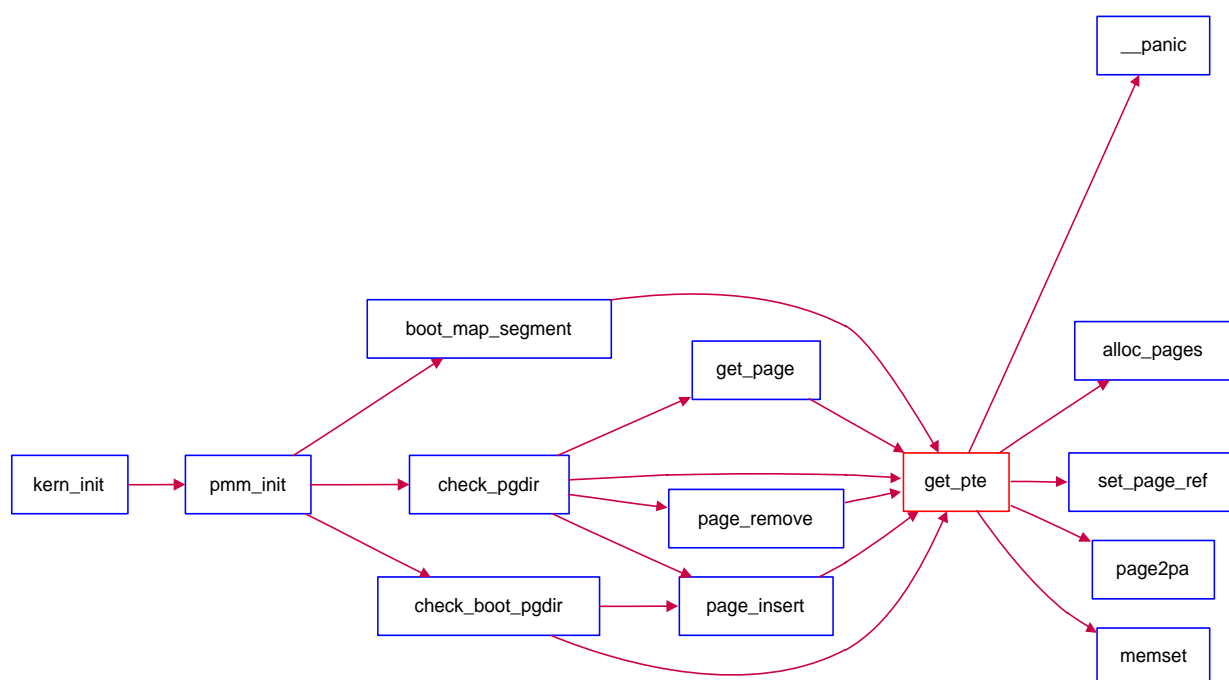 __panic
boot_map_segment
alloc_pages
get_page
kern_init
pmm_init
check_pgdir
get_pte
set_page_ref
page_remove
page2pa
check_boot_pgdir
page_insert
memset